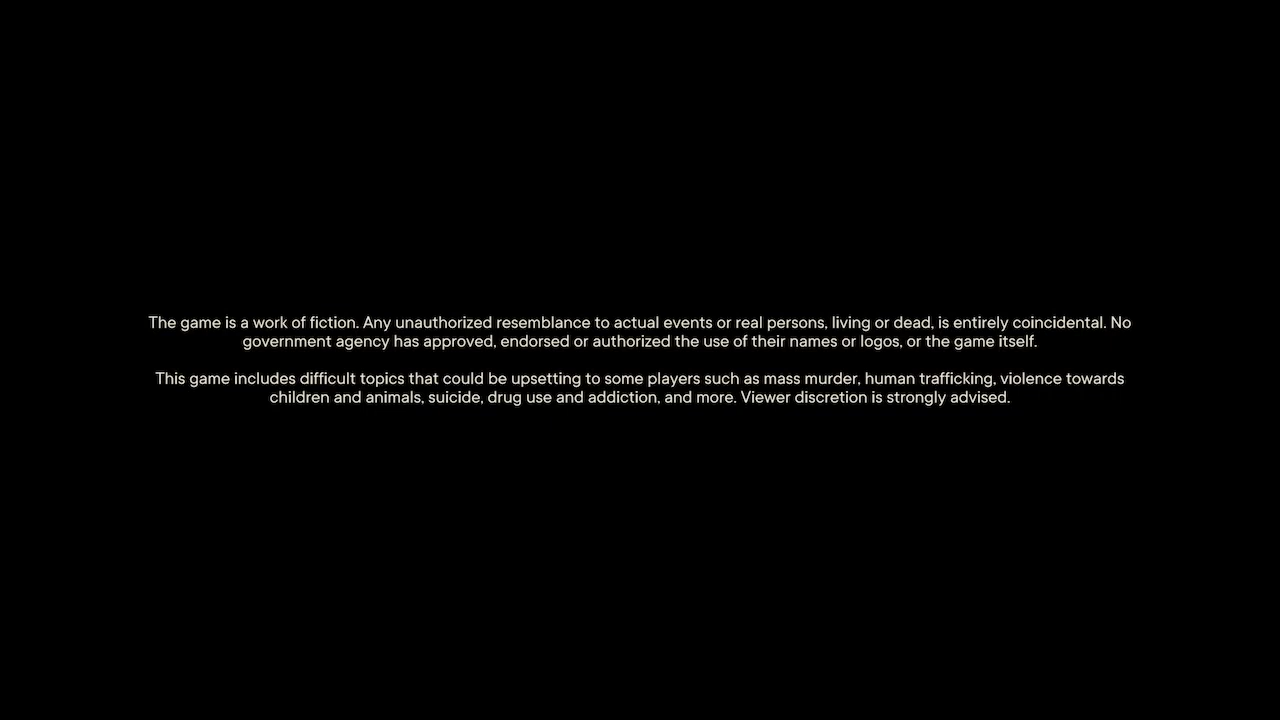 The game is a work of fiction. Any unauthorized resemblance to actual events or real persons, living or dead, is entirely coincidental. No
government agency has approved, endorsed or authorized the use of their names or logos, or the game itself.
This game includes difficult topics that could be upsetting to some players such as mass murder, human trafficking, violence towards
children and animals, suicide, drug use and addiction, and more. Viewer discretion is strongly advised.